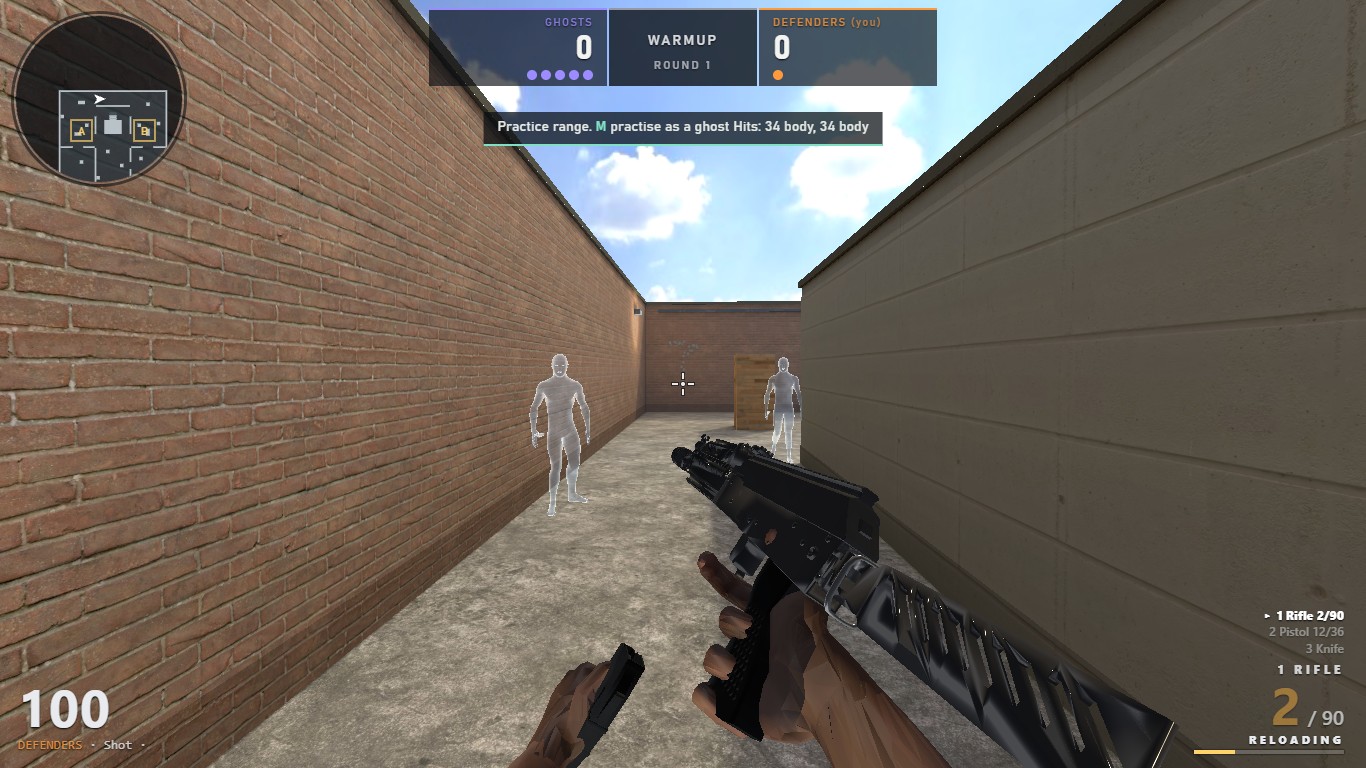 GHOSTS
0
WARMUP
ROUND 1
DEFENDERS (you)
0
Practice range. M practise as a ghost Hits: 34 body, 34 body
A
B
▸ 1 Rifle 2/90
2 Pistol 12/36
3 Knife
1 RIFLE
2 / 90
RELOADING
100
DEFENDERS · Shot ·